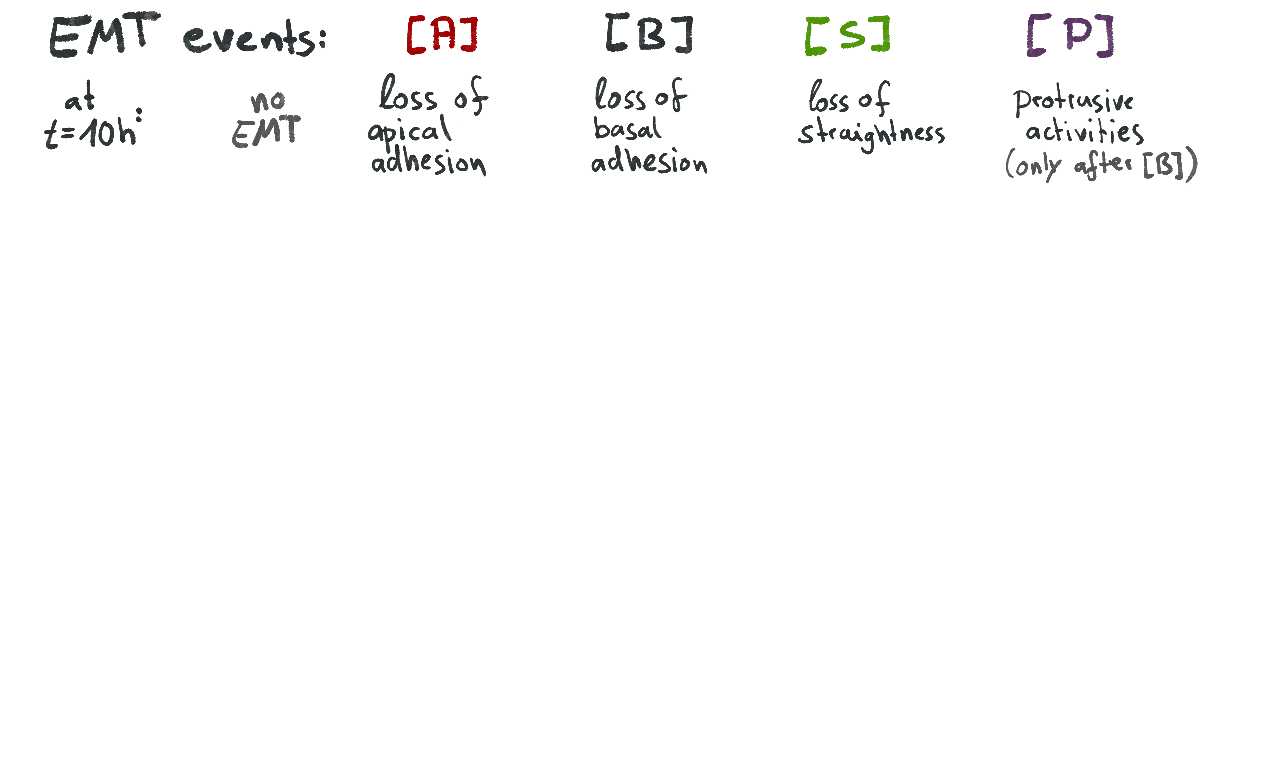 EMT events: [A] [B] [S] [P]
at
t=10h:
no
EMT
loss of
apical
adhesion
loss of
basal
adhesion
loss of
straightness
protrusive
activities
(only after [B])